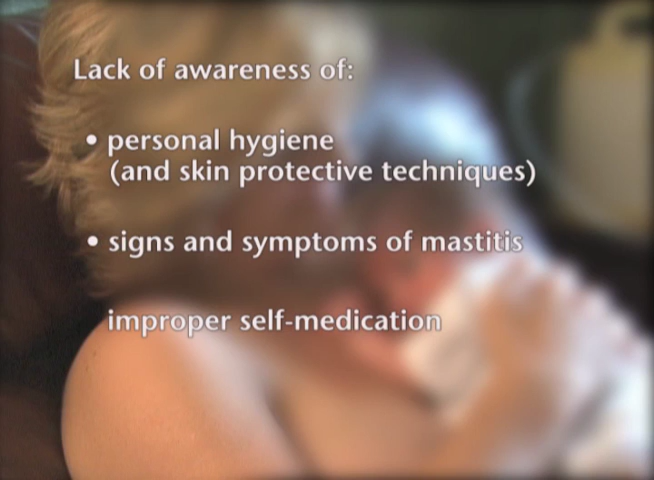 Lack of awareness of:
• personal hygiene
(and skin protective techniques)
• signs and symptoms of mastitis
improper self-medication